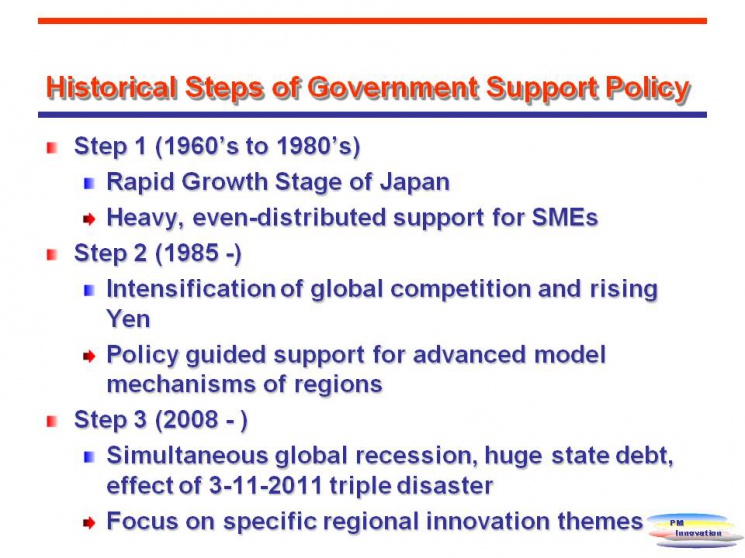 Historical Steps of Government Support Policy
Step 1 (1960's to 1980's)
Rapid Growth Stage of Japan
Heavy, even-distributed support for SMEs
Step 2 (1985 -)
Intensification of global competition and rising
Yen
Policy guided support for advanced model
mechanisms of regions
Step 3 (2008 - )
Simultaneous global recession, huge state debt,
effect of 3-11-2011 triple disaster
Focus on specific regional innovation themes
PM
Innovation